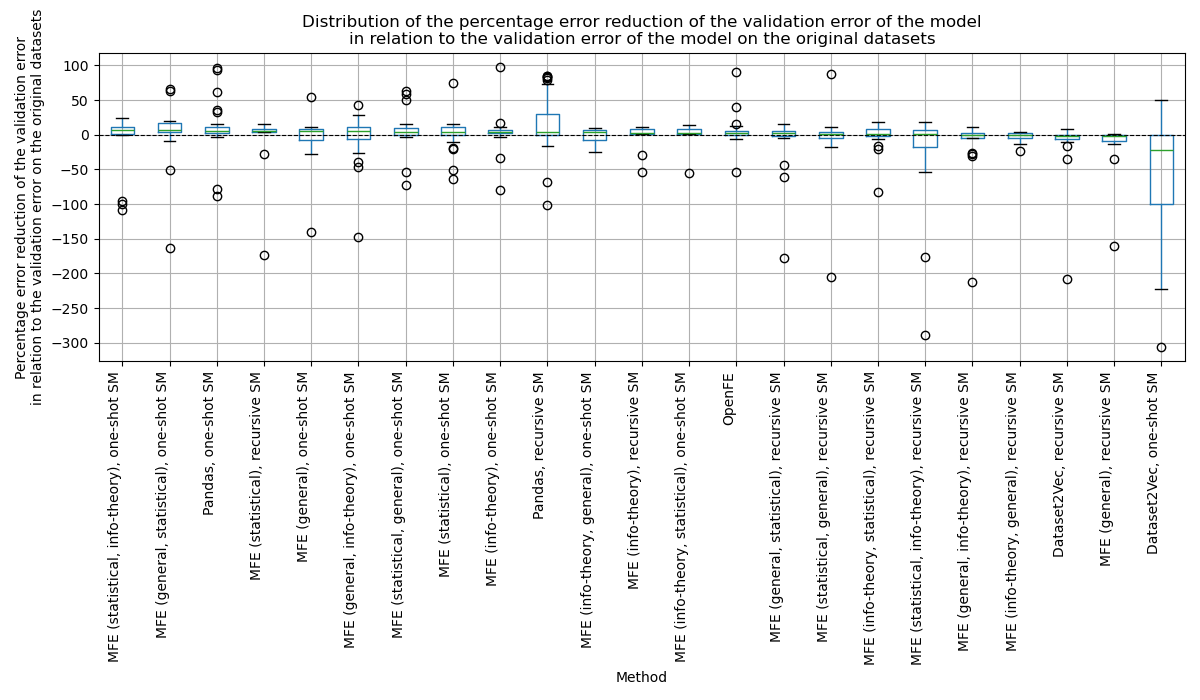 Distribution of the percentage error reduction of the validation error of the model
in relation to the validation error of the model on the original datasets
Percentage error reduction of the validation error
in relation to the validation error on the original datasets
100
50
0
−50
−100
−150
−200
−250
−300
MFE (statistical, info-theory), one-shot SM
MFE (general, statistical), one-shot SM
Pandas, one-shot SM
MFE (statistical), recursive SM
MFE (general), one-shot SM
MFE (general, info-theory), one-shot SM
MFE (statistical, general), one-shot SM
MFE (statistical), one-shot SM
MFE (info-theory), one-shot SM
Pandas, recursive SM
MFE (info-theory, general), one-shot SM
MFE (info-theory), recursive SM
MFE (info-theory, statistical), one-shot SM
OpenFE
MFE (general, statistical), recursive SM
MFE (statistical, general), recursive SM
MFE (info-theory, statistical), recursive SM
MFE (statistical, info-theory), recursive SM
MFE (general, info-theory), recursive SM
MFE (info-theory, general), recursive SM
Dataset2Vec, recursive SM
MFE (general), recursive SM
Dataset2Vec, one-shot SM
Method